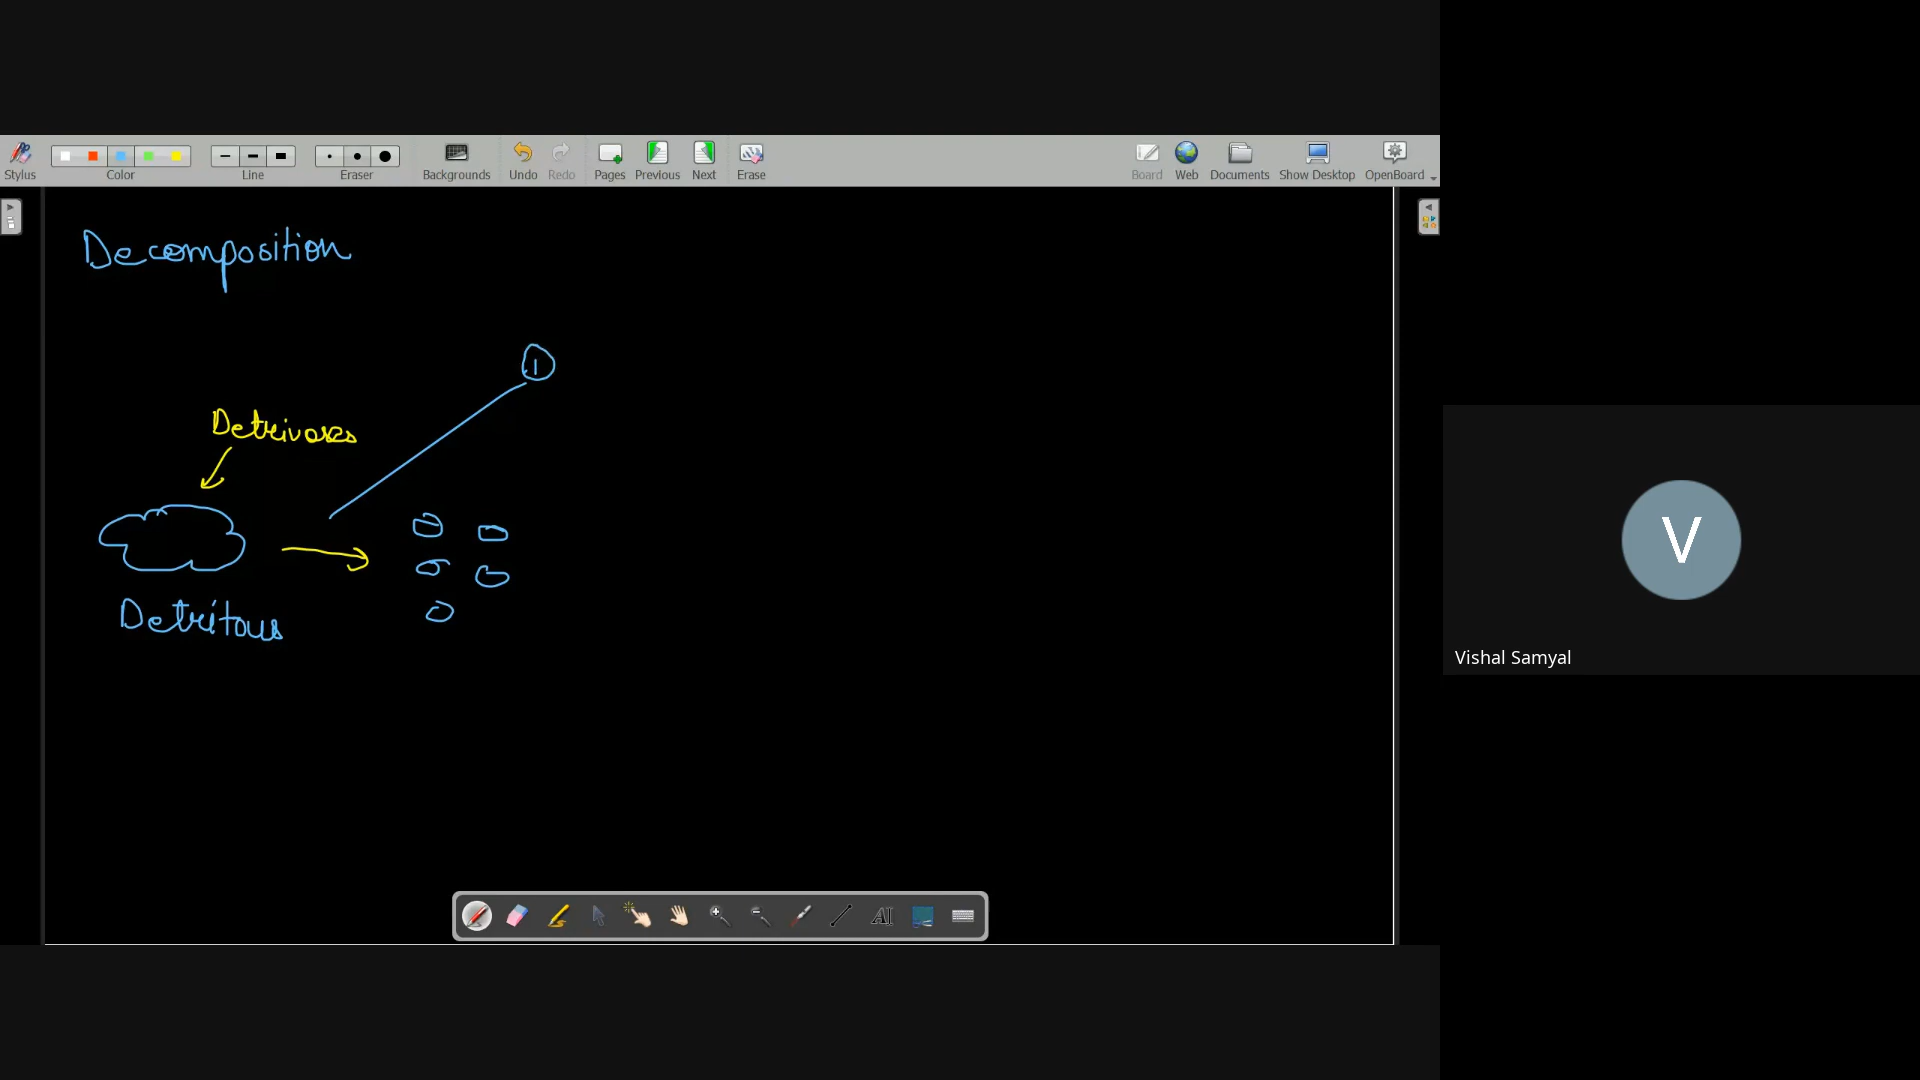 Stylus
Color
Line
Eraser
Backgrounds
Undo
Redo
Pages
Previous
Next
Erase
Board
Web
Documents
Show Desktop
OpenBoard
Decomposition
1
Detrivores
Detritous
AI
V
Vishal Samyal